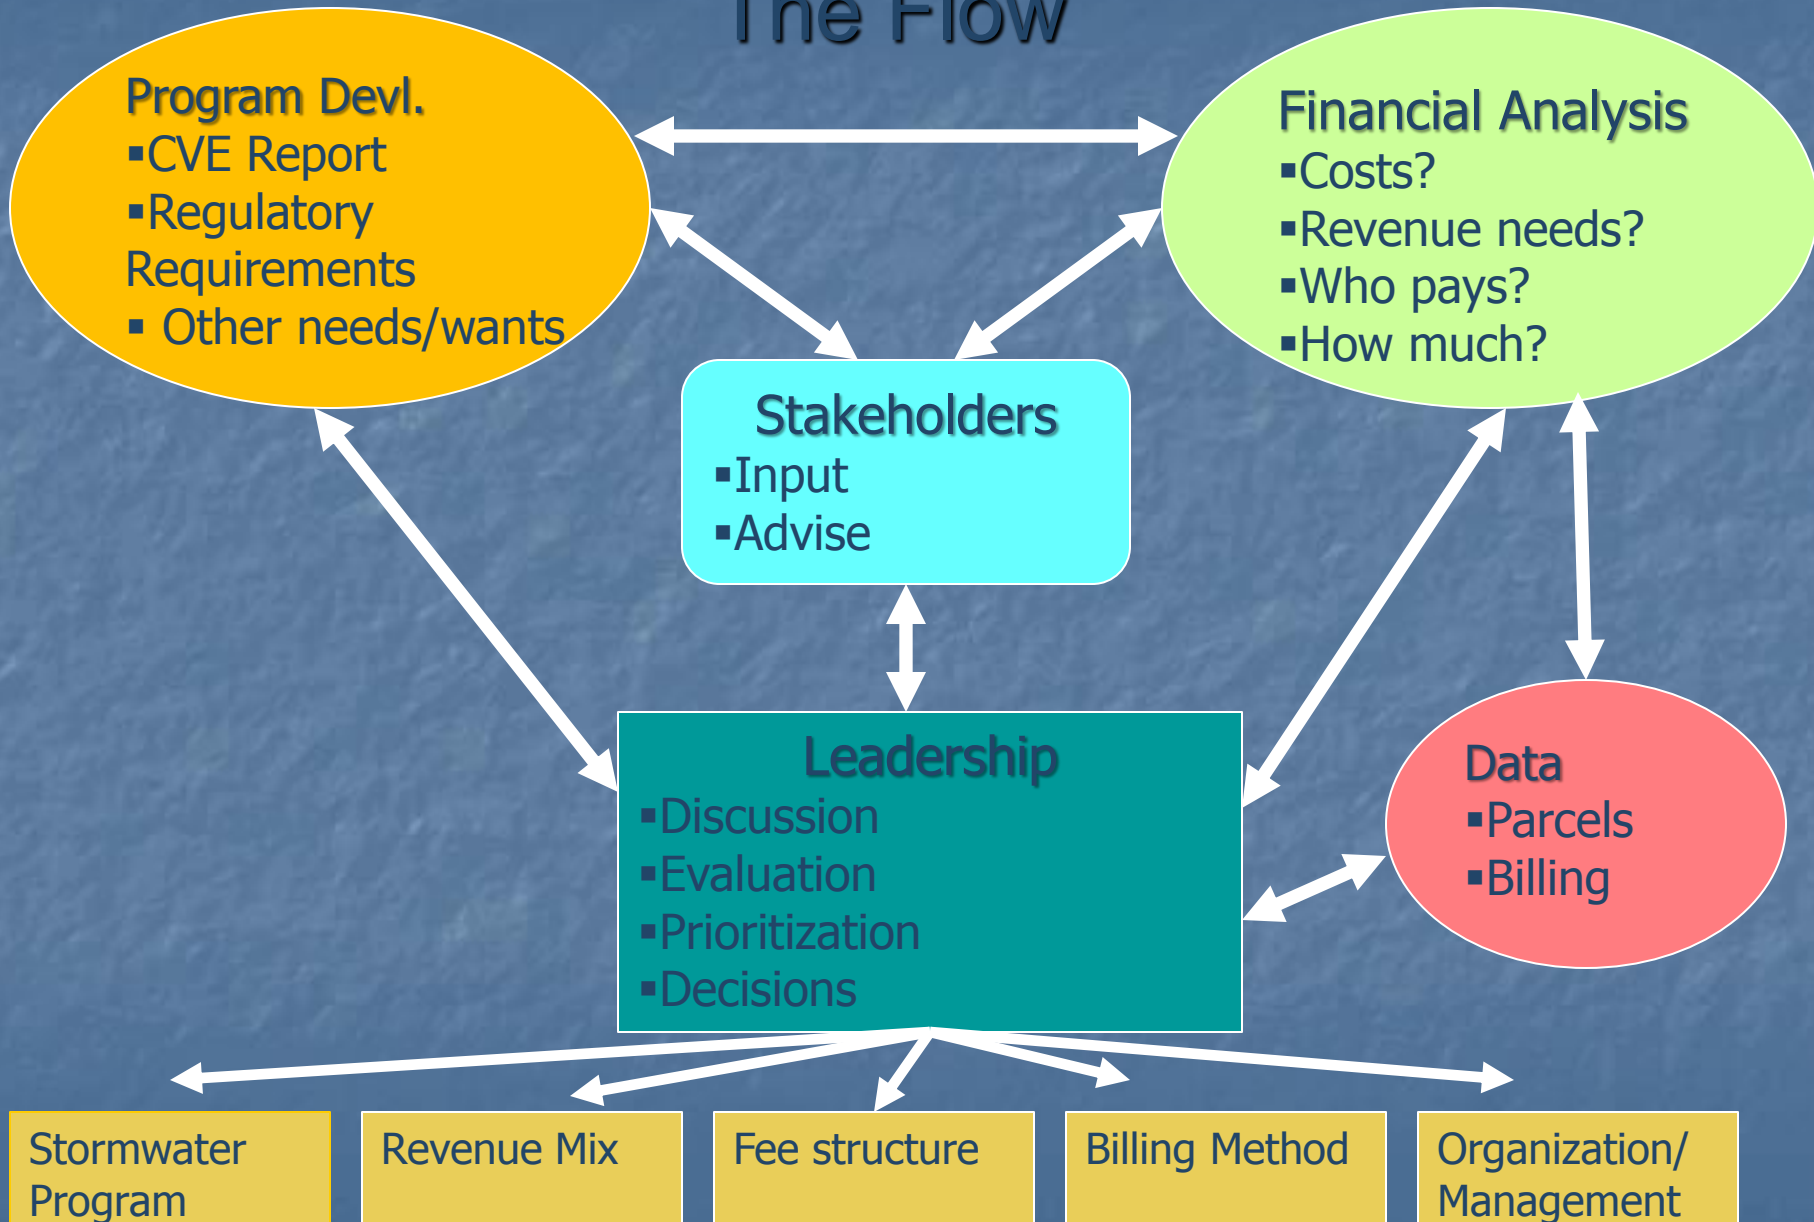 The Flow
Program Devl.
▪CVE Report
▪Regulatory
Requirements
▪ Other needs/wants
Financial Analysis
▪Costs?
▪Revenue needs?
▪Who pays?
▪How much?
Stakeholders
▪Input
▪Advise
Leadership
▪Discussion
▪Evaluation
▪Prioritization
▪Decisions
Data
▪Parcels
▪Billing
Stormwater
Program
Revenue Mix
Fee structure
Billing Method
Organization/
Management